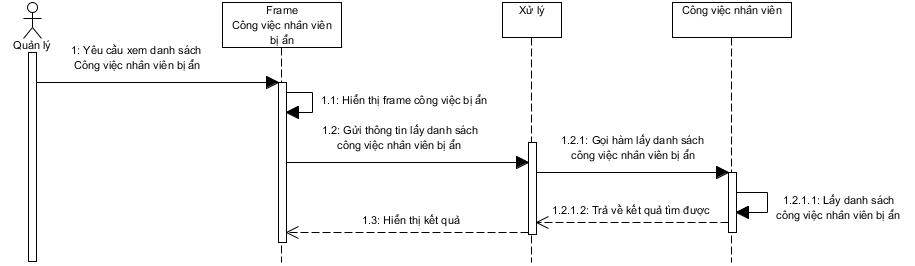 Quản lý
Frame
Công việc nhân viên
bị ẩn
Xử lý
Công việc nhân viên
1: Yêu cầu xem danh sách
Công việc nhân viên bị ẩn
1.1: Hiển thị frame công việc bị ẩn
1.2: Gửi thông tin lấy danh sách
công việc nhân viên bị ẩn
1.2.1: Gọi hàm lấy danh sách
công việc nhân viên bị ẩn
1.2.1.1: Lấy danh sách
công việc nhân viên bị ẩn
1.2.1.2: Trả về kết quả tìm được
1.3: Hiển thị kết quả